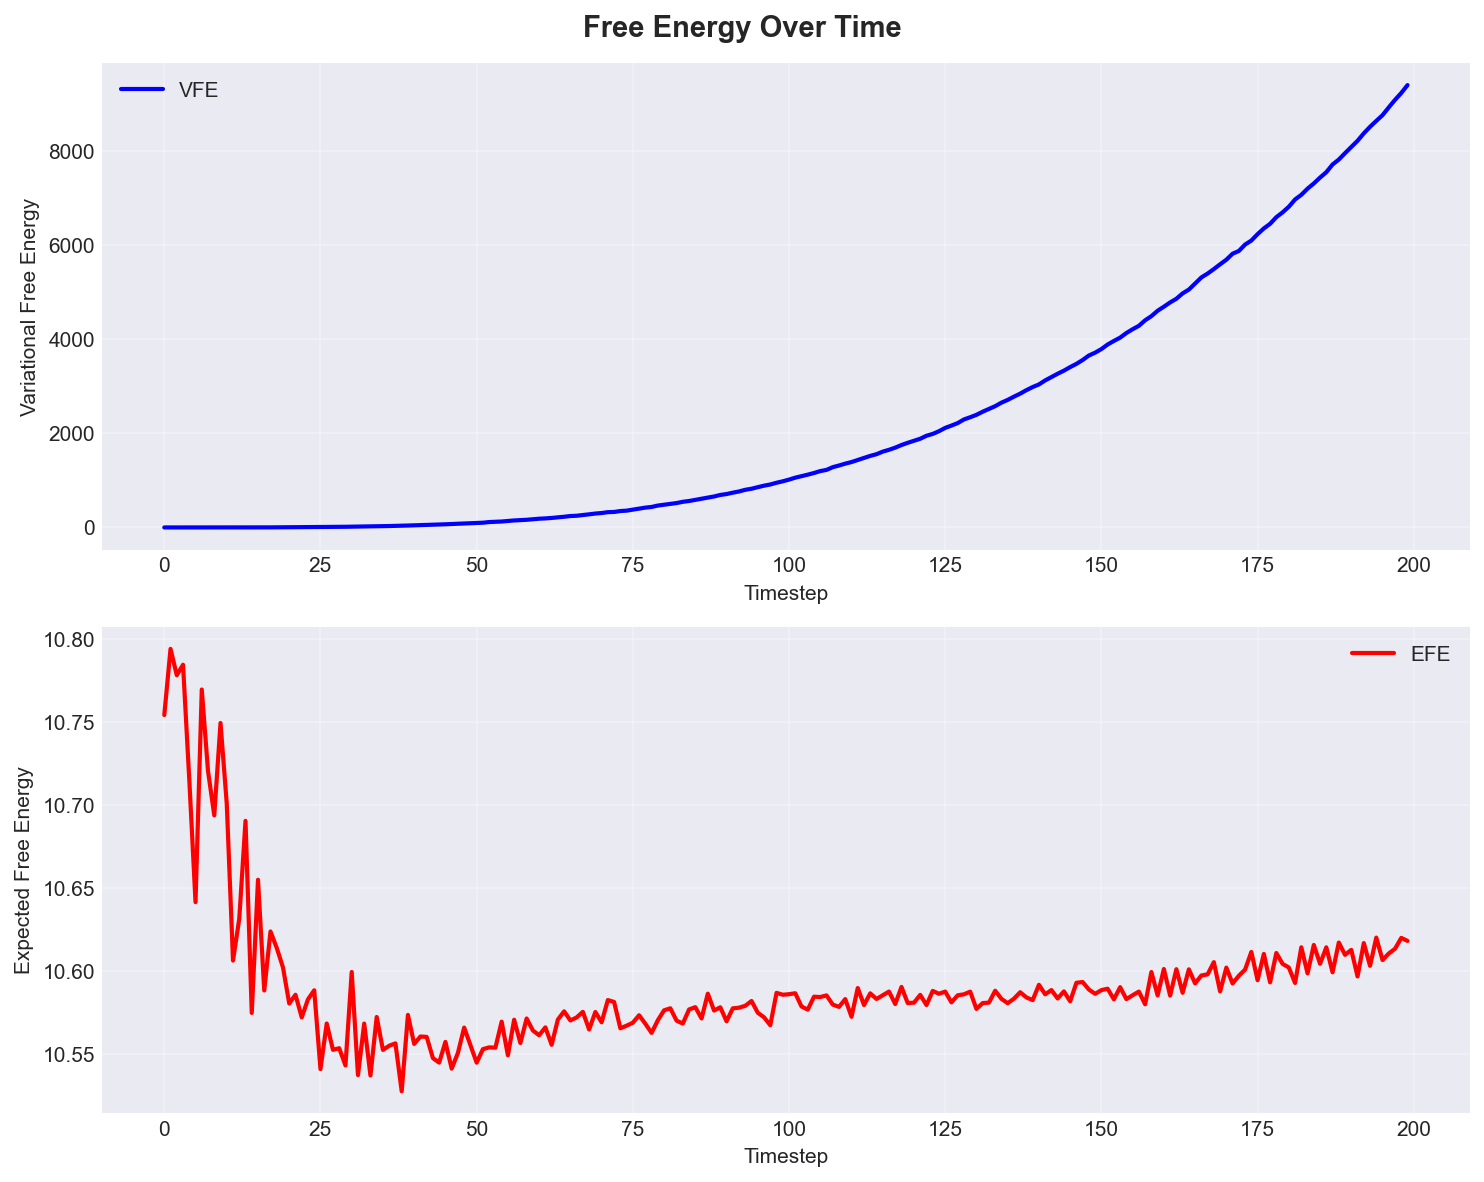 Free Energy Over Time
VFE
Variational Free Energy
8000
6000
4000
2000
0
0 25 50 75 100 125 150 175 200
Timestep
EFE
Expected Free Energy
10.80
10.75
10.70
10.65
10.60
10.55
0 25 50 75 100 125 150 175 200
Timestep